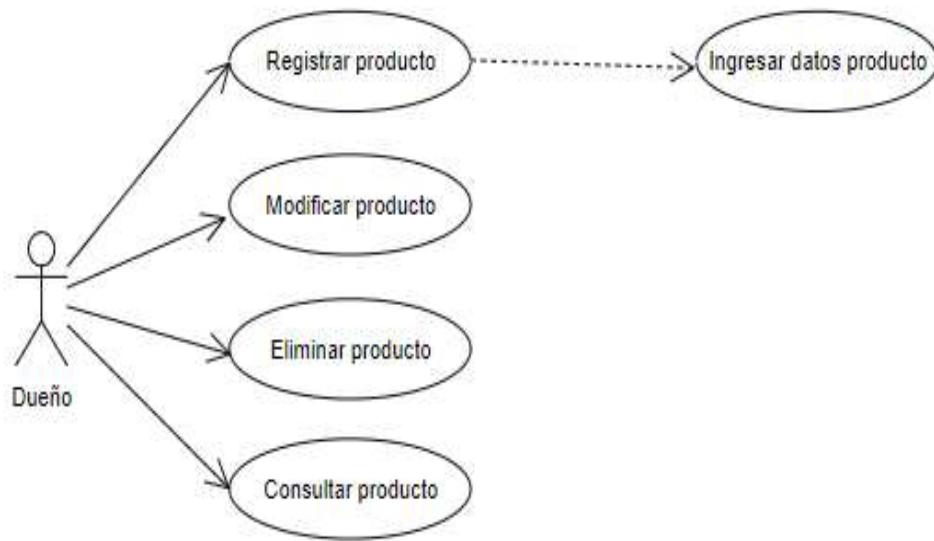 Registrar producto
Ingresar datos producto
Modificar producto
Eliminar producto
Dueño
Consultar producto